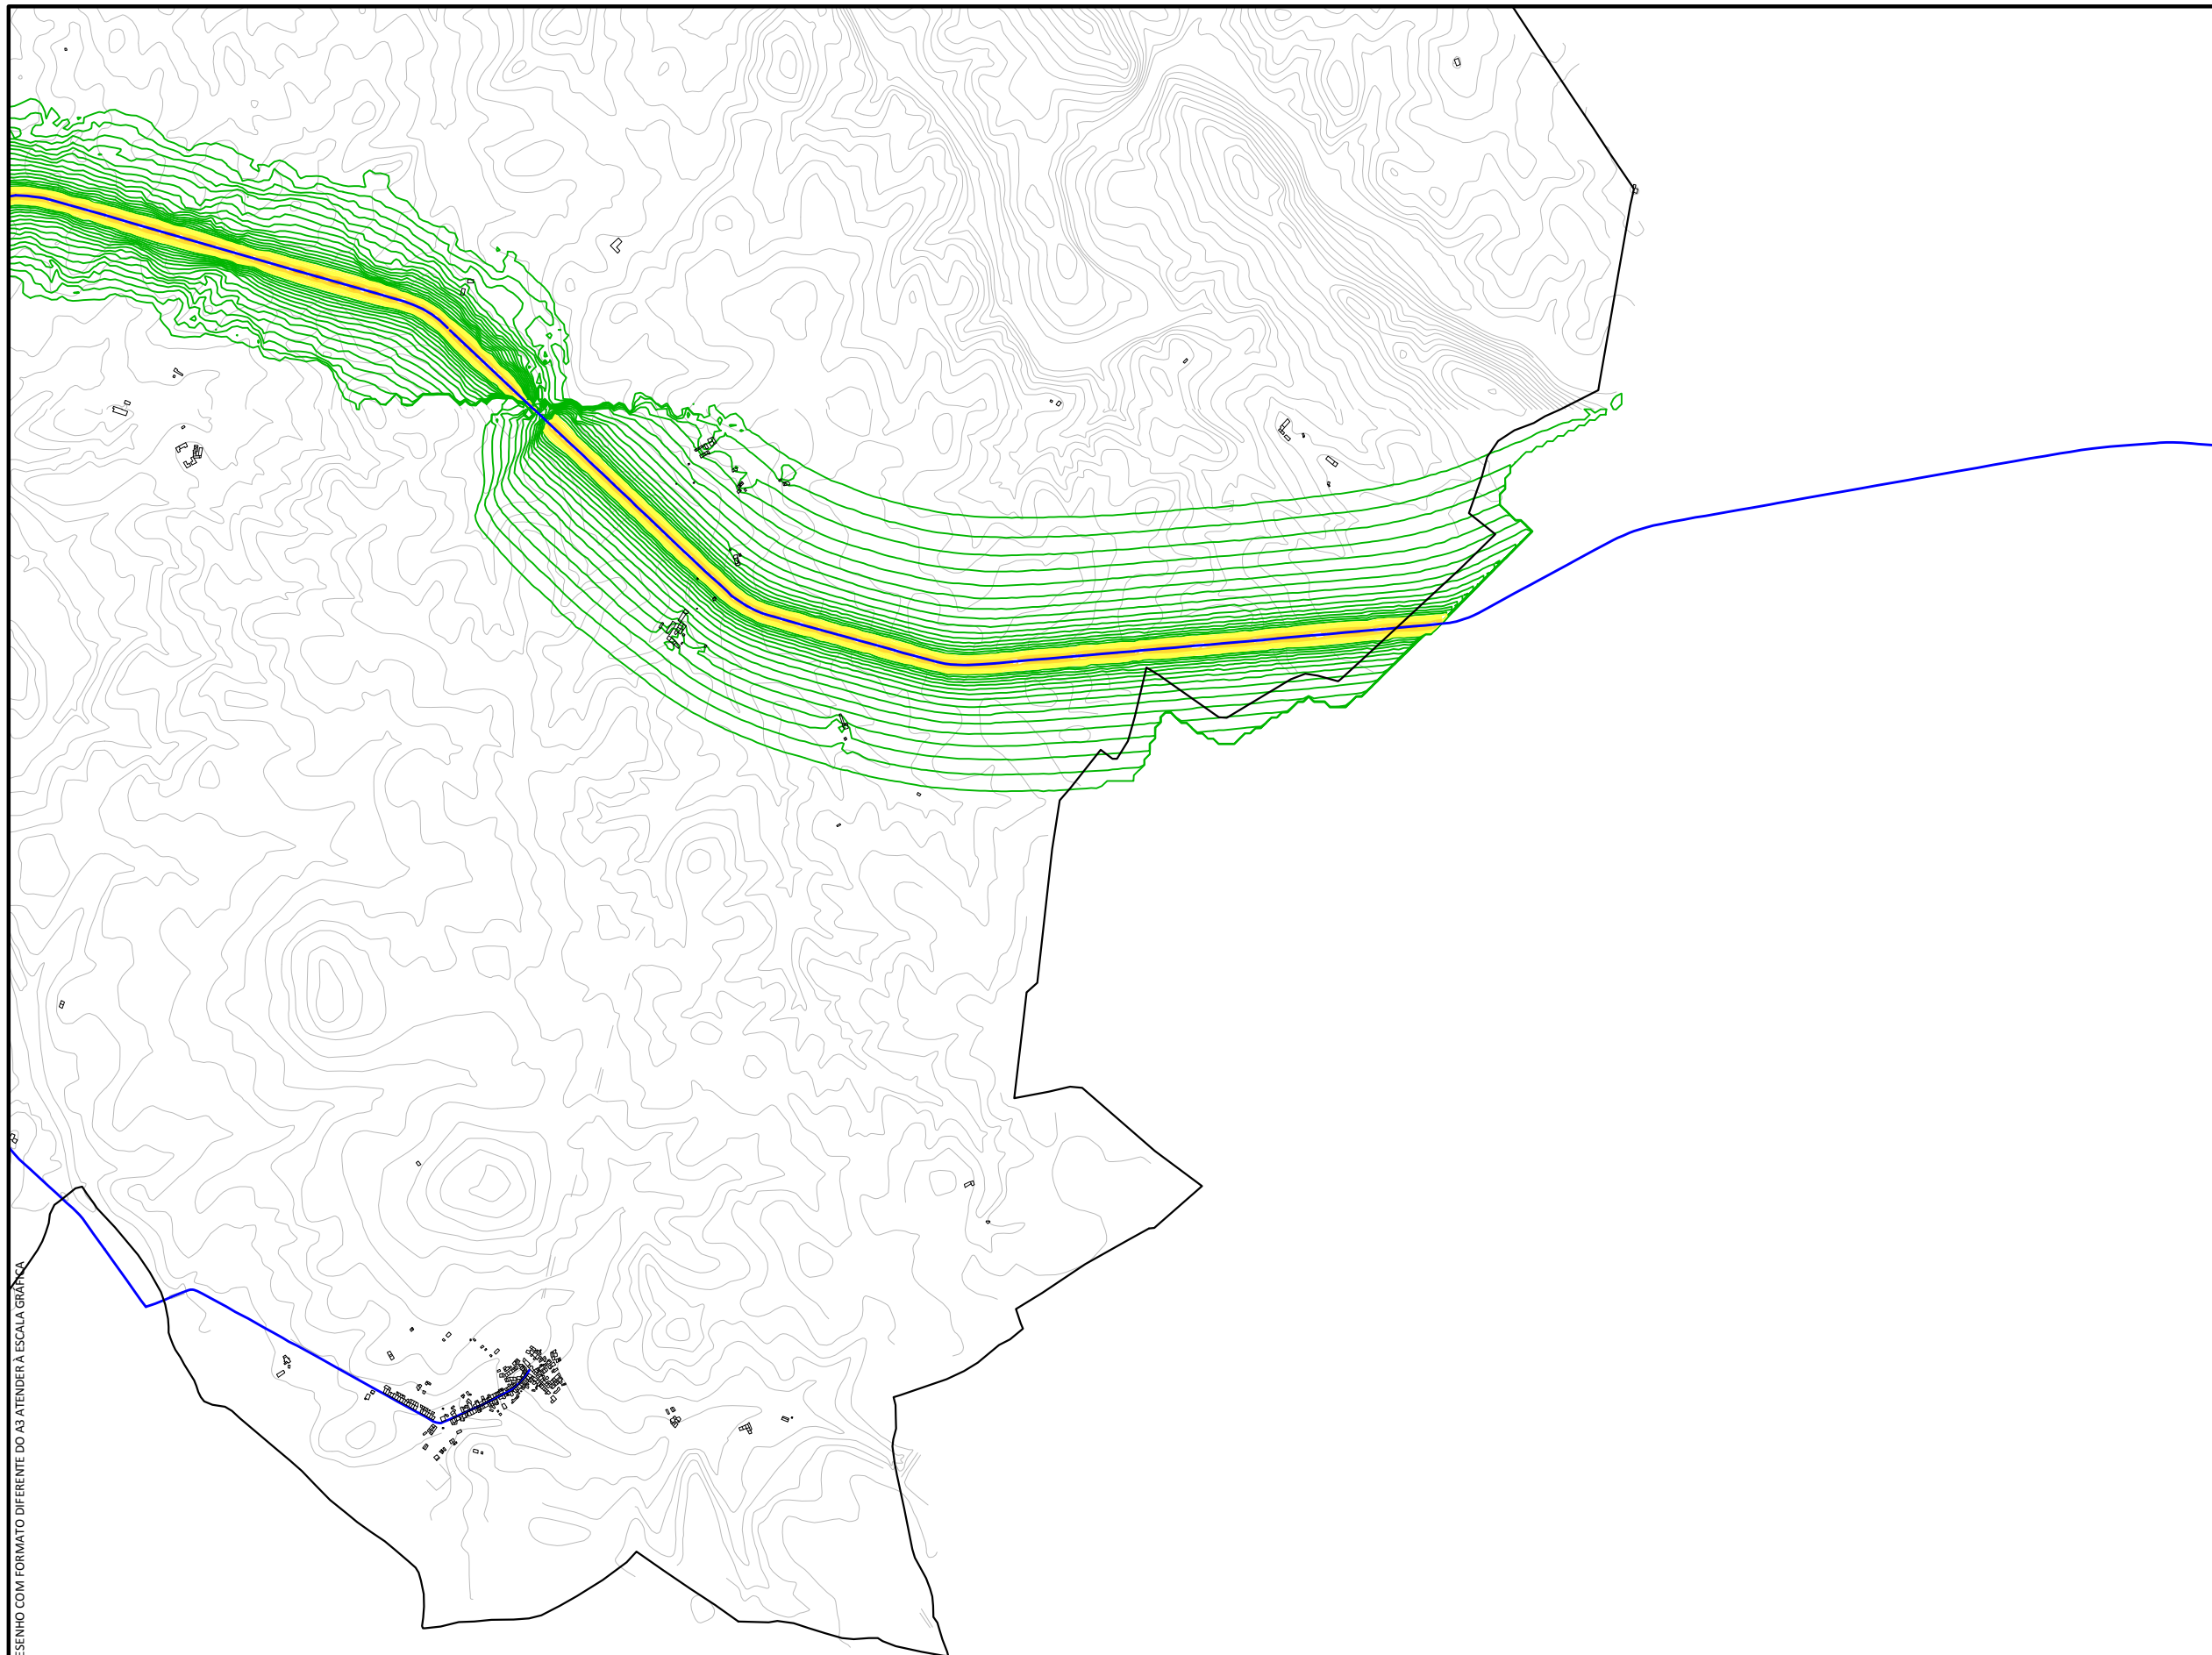 ESENHO COM FORMATO DIFERENTE DO A3 ATENDER À ESCALA GRÁFICA